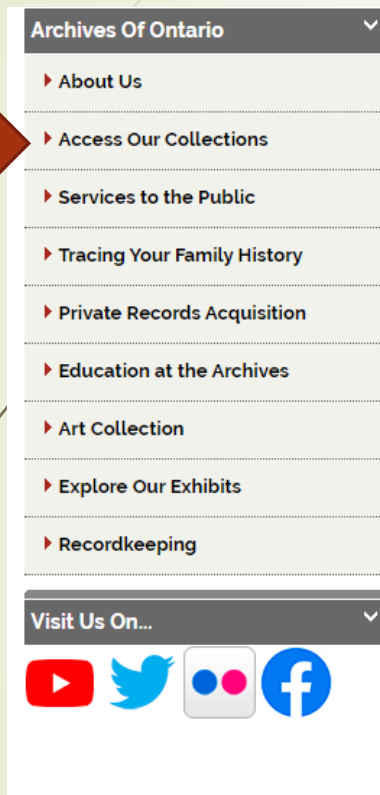 Archives Of Ontario
About Us
Access Our Collections
Services to the Public
Tracing Your Family History
Private Records Acquisition
Education at the Archives
Art Collection
Explore Our Exhibits
Recordkeeping
Visit Us On...